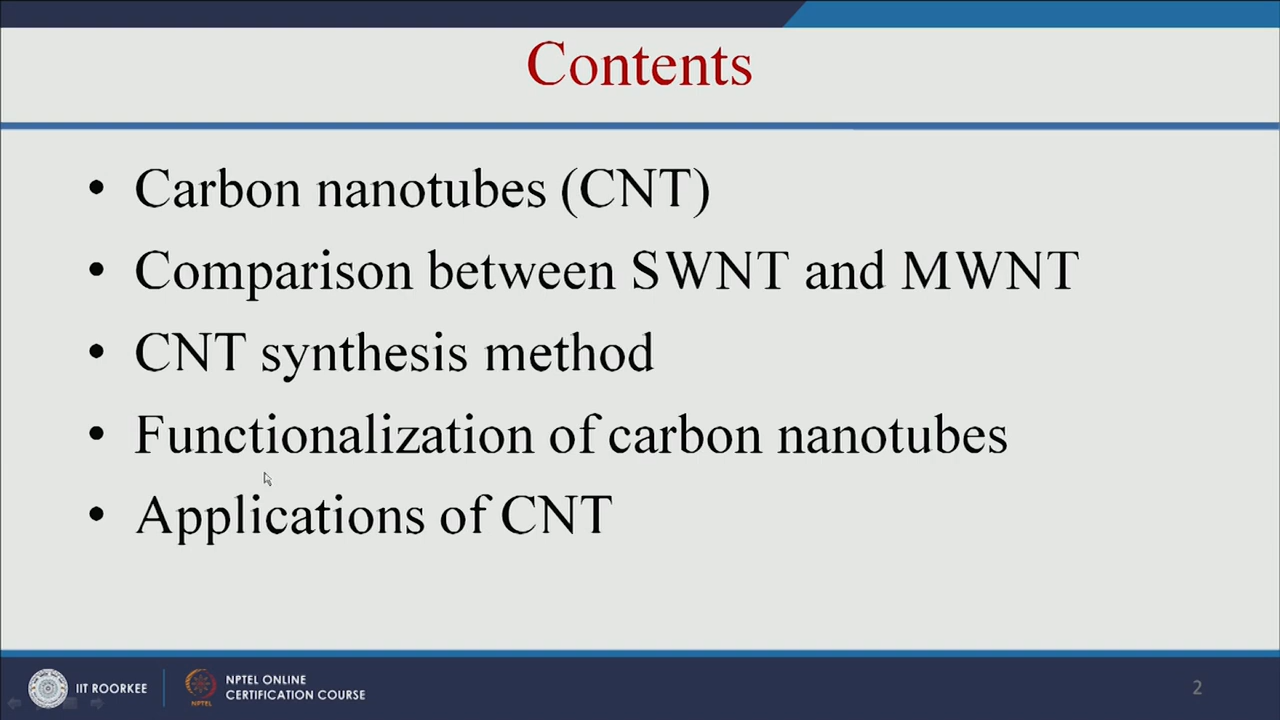 Contents
• Carbon nanotubes (CNT)
• Comparison between SWNT and MWNT
• CNT synthesis method
• Functionalization of carbon nanotubes
• Applications of CNT
IIT ROORKEE
NPTEL
NPTEL ONLINE
CERTIFICATION COURSE
2